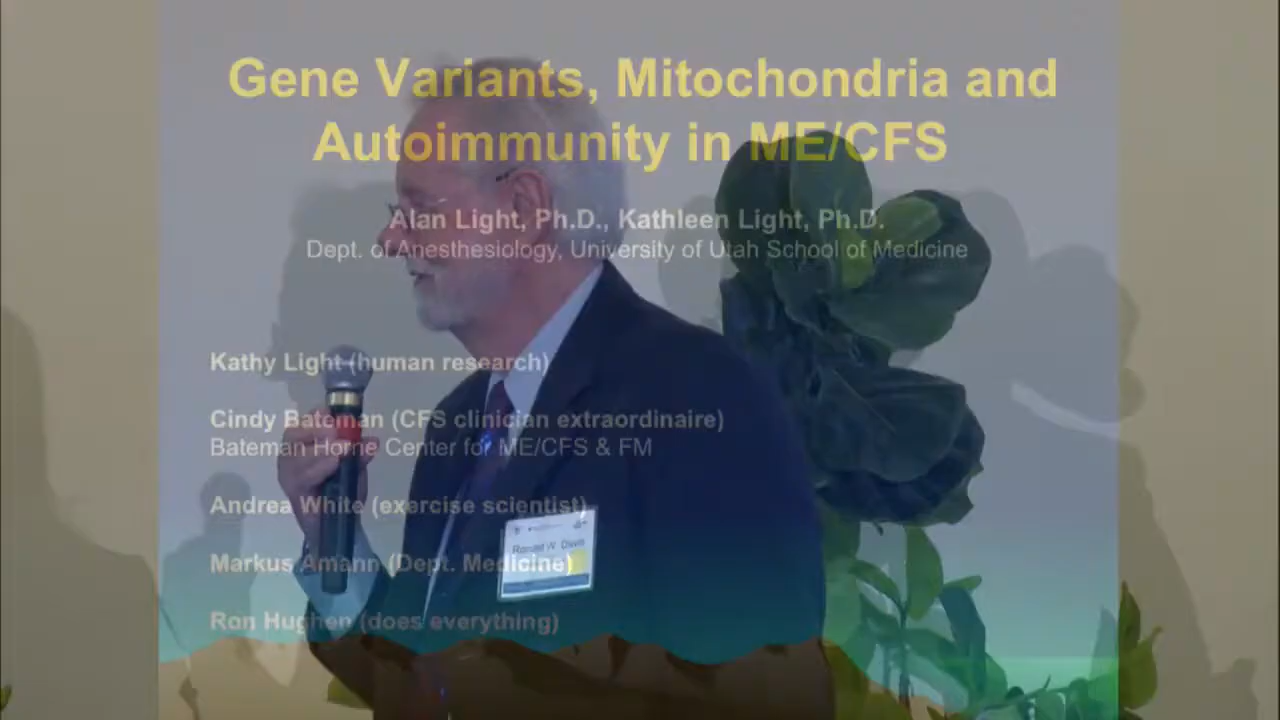 Gene Variants, Mitochondria and
Autoimmunity in ME/CFS
Alan Light, Ph.D., Kathleen Light, Ph.D.
Dept. of Anesthesiology, University of Utah School of Medicine
Kathy Light (human research)
Cindy Bateman (CFS clinician extraordinaire)
Bateman Horne Center for ME/CFS & FM
Andrea White (exercise scientist)
Ronald W. Davis
Markus Amann (Dept. Medicine)
Ron Hughen (does everything)